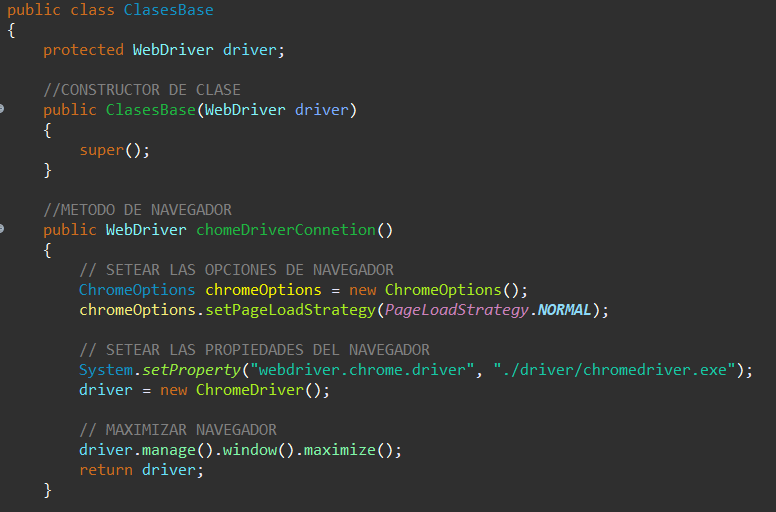 public class ClasesBase
{
protected WebDriver driver;
//CONSTRUCTOR DE CLASE
public ClasesBase(WebDriver driver)
{
super();
}
//METODO DE NAVEGADOR
public WebDriver chomeDriverConnetion()
{
// SETEAR LAS OPCIONES DE NAVEGADOR
ChromeOptions chromeOptions = new ChromeOptions();
chromeOptions.setPageLoadStrategy(PageLoadStrategy.NORMAL);
// SETEAR LAS PROPIEDADES DEL NAVEGADOR
System.setProperty("webdriver.chrome.driver", "./driver/chromedriver.exe");
driver = new ChromeDriver();
// MAXIMIZAR NAVEGADOR
driver.manage().window().maximize();
return driver;
}